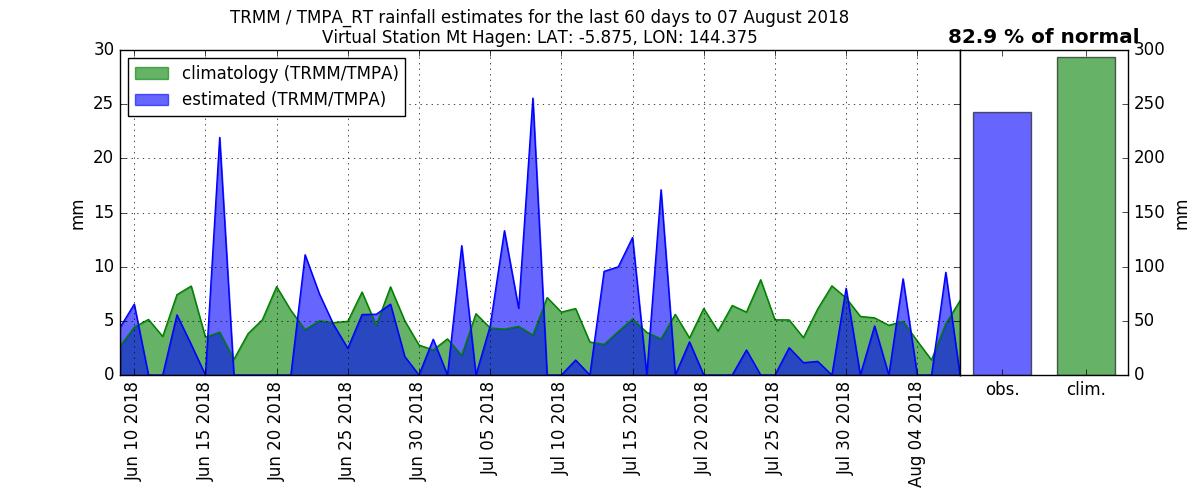 TRMM / TMPA_RT rainfall estimates for the last 60 days to 07 August 2018
Virtual Station Mt Hagen: LAT: -5.875, LON: 144.375
82.9 % of normal
climatology (TRMM/TMPA)
estimated (TRMM/TMPA)
30
25
20
15
10
5
0
mm
Jun 10 2018
Jun 15 2018
Jun 20 2018
Jun 25 2018
Jun 30 2018
Jul 05 2018
Jul 10 2018
Jul 15 2018
Jul 20 2018
Jul 25 2018
Jul 30 2018
Aug 04 2018
obs.
clim.
300
250
200
150
100
50
0
mm